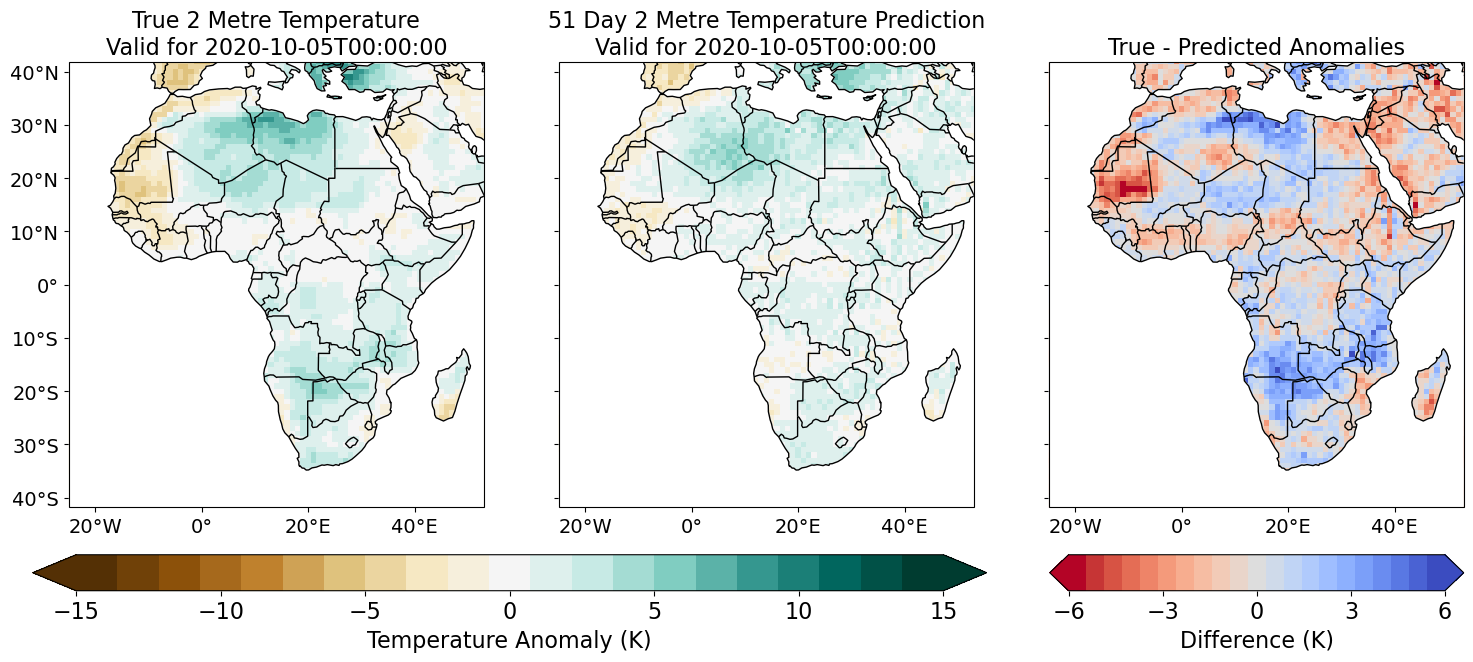 True 2 Metre Temperature
Valid for 2020-10-05T00:00:00
51 Day 2 Metre Temperature Prediction
Valid for 2020-10-05T00:00:00
True - Predicted Anomalies
40°N
30°N
20°N
10°N
0°
10°S
20°S
30°S
40°S
20°W 0° 20°E 40°E
20°W 0° 20°E 40°E
20°W 0° 20°E 40°E
−15 −10 −5 0 5 10 15
Temperature Anomaly (K)
−6 −3 0 3 6
Difference (K)